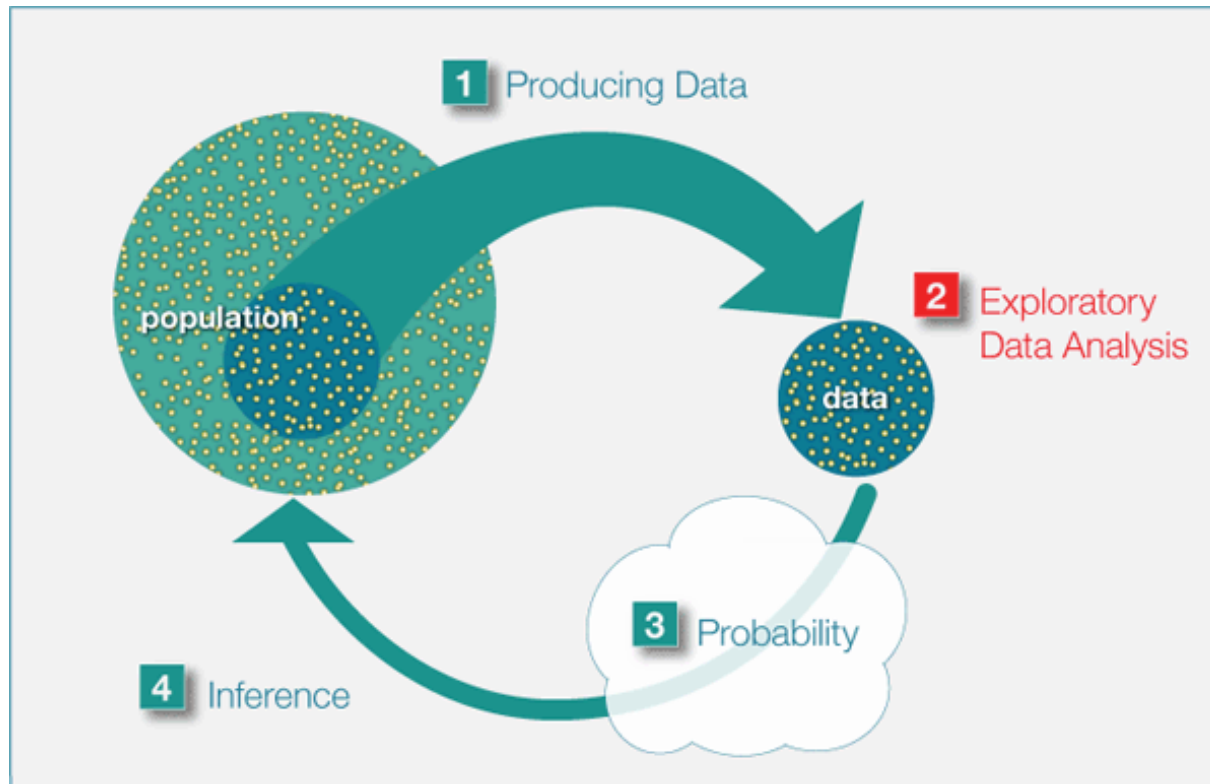 1 Producing Data
population
2 Exploratory
Data Analysis
data
3 Probability
4 Inference